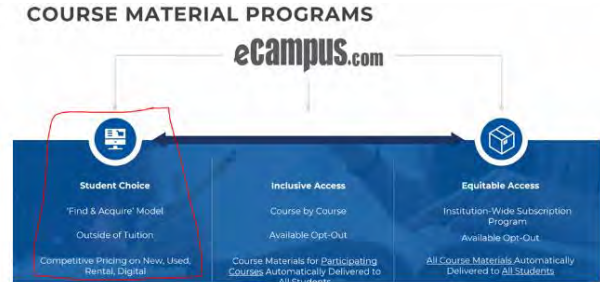 COURSE MATERIAL PROGRAMS
eCampus.com
Student Choice
'Find & Acquire' Model
Outside of Tuition
Competitive Pricing on New, Used,
Rental, Digital
Inclusive Access
Course by Course
Available Opt-Out
Course Materials for Participating
Courses Automatically Delivered to
All Students
Equitable Access
Institution-Wide Subscription
Program
Available Opt-Out
All Course Materials Automatically
Delivered to All Students